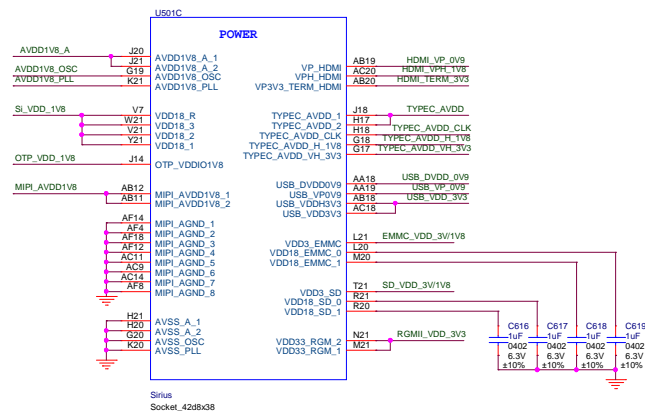 U501C
POWER
AVDD1V8_A J20 AVDD1V8_A_1
J21 AVDD1V8_A_2
AVDD1V8_OSC G19 AVDD1V8_OSC
AVDD1V8_PLL K21 AVDD1V8_PLL
Si_VDD_1V8 V7 VDD18_R
W21 VDD18_3
V21 VDD18_2
Y21 VDD18_1
OTP_VDD_1V8 J14 OTP_VDDIO1V8
MIPI_AVDD1V8 AB12 MIPI_AVDD1V8_1
AB11 MIPI_AVDD1V8_2
AF14 MIPI_AGND_1
AF4 MIPI_AGND_2
AF18 MIPI_AGND_3
AF12 MIPI_AGND_4
AC11 MIPI_AGND_5
AC9 MIPI_AGND_6
AC14 MIPI_AGND_7
AF8 MIPI_AGND_8
H21 AVSS_A_1
H20 AVSS_A_2
G20 AVSS_OSC
K20 AVSS_PLL
VP_HDMI AB19 HDMI_VP_0V9
VPH_HDMI AC20 HDMI_VPH_1V8
VP3V3_TERM_HDMI AB20 HDMI_TERM_3V3
TYPEC_AVDD_1 J18 TYPEC_AVDD
TYPEC_AVDD_2 H17
TYPEC_AVDD_CLK H18 TYPEC_AVDD_CLK
TYPEC_AVDD_H_1V8 G18 TYPEC_AVDD_H_1V8
TYPEC_AVDD_VH_3V3 G17 TYPEC_AVDD_VH_3V3
USB_DVDD0V9 AA18 USB_DVDD_0V9
USB_VP0V9 AA19 USB_VP_0V9
USB_VDDH3V3 AB18 USB_VDD_3V3
USB_VDD3V3 AC18
VDD3_EMMC L21 EMMC_VDD_3V/1V8
VDD18_EMMC_0 L20
VDD18_EMMC_1 M20
VDD3_SD T21 SD_VDD_3V/1V8
VDD18_SD_0 R21
VDD18_SD_1 R20
VDD33_RGM_2 N21 RGMII_VDD_3V3
VDD33_RGM_1 M21
C616 C617 C618 C619
1uF 1uF 1uF 1uF
0402 0402 0402 0402
6.3V 6.3V 6.3V 6.3V
±10% ±10% ±10% ±10%
Sirius
Socket_42d8x38